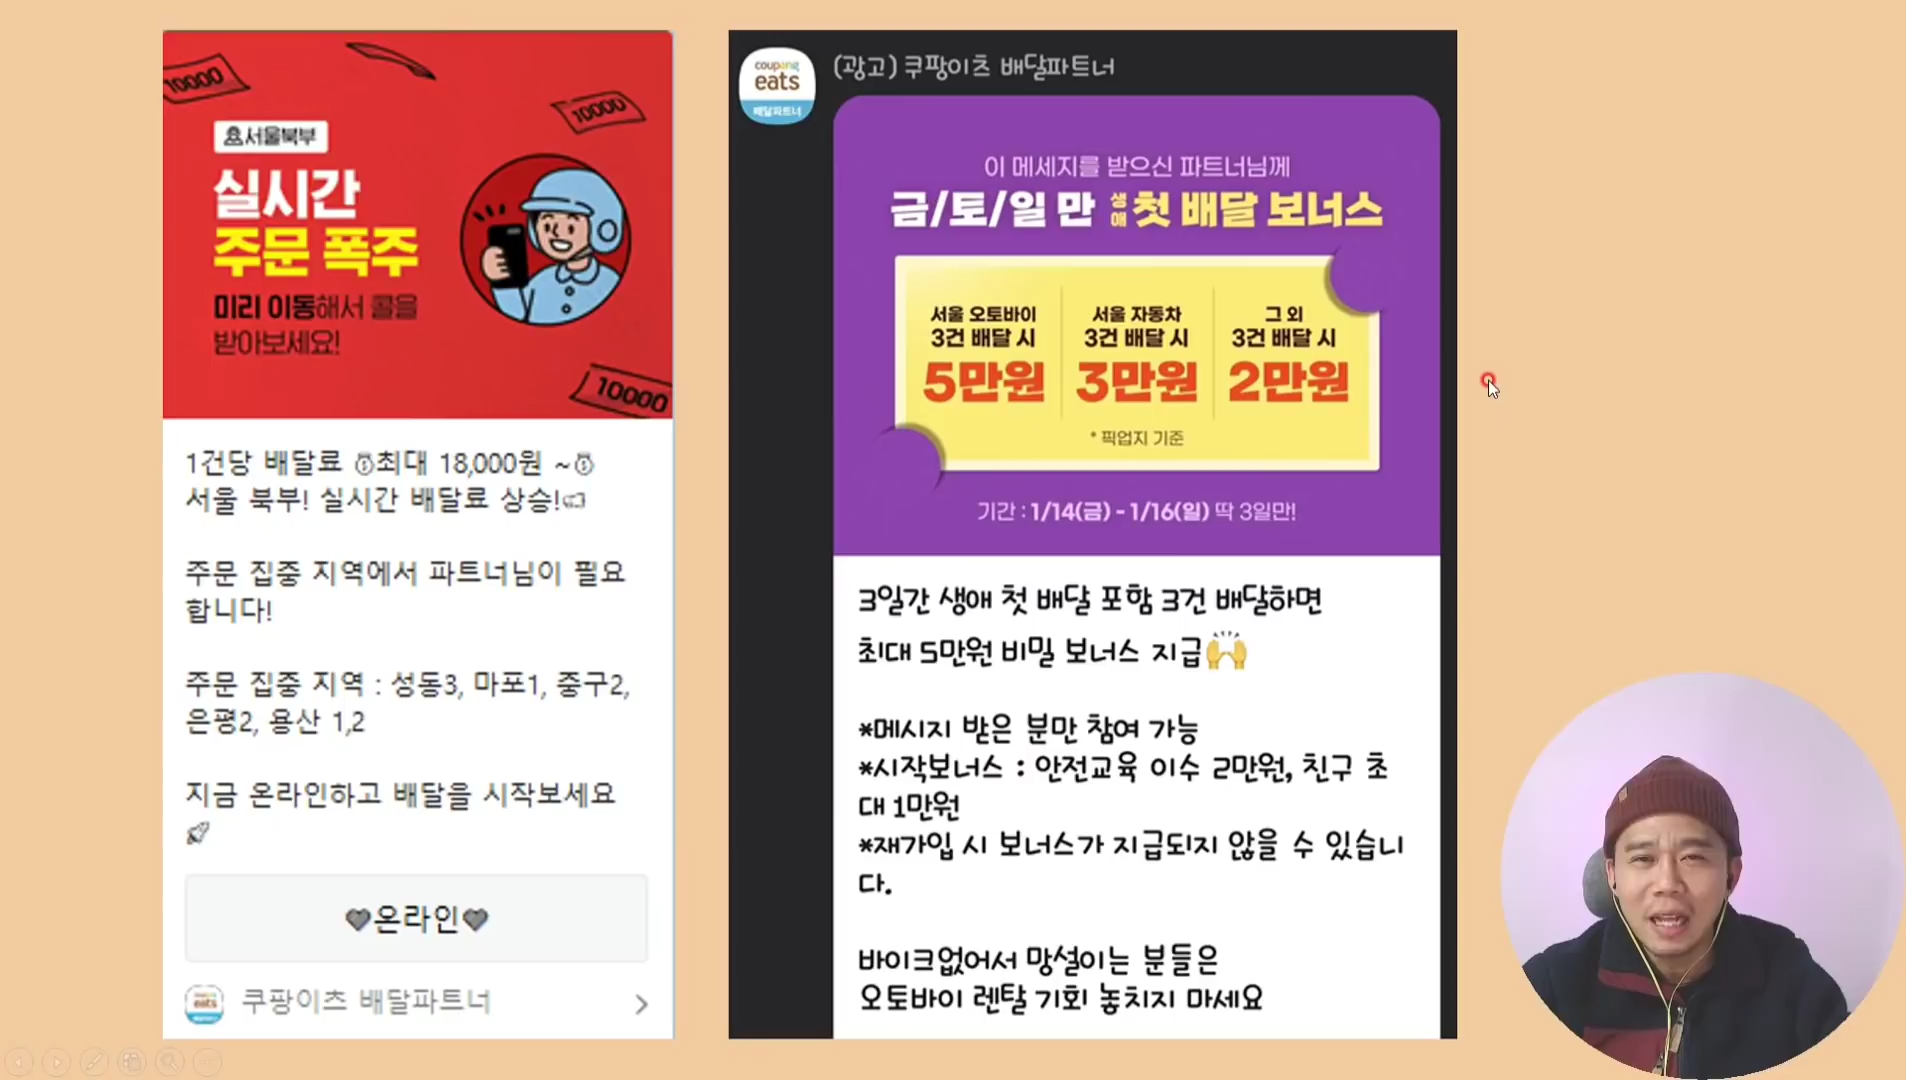 10000
10000
서울북부
실시간
주문 폭주
미리 이동해서 콜을
받아보세요!
10000
1건당 배달료 최대 18,000원 ~
서울 북부! 실시간 배달료 상승!
주문 집중 지역에서 파트너님이 필요
합니다!
주문 집중 지역 : 성동3, 마포1, 중구2,
은평2, 용산 1,2
지금 온라인하고 배달을 시작보세요
🚀
🖤온라인🖤
쿠팡이츠 배달파트너
coupang
eats
배달파트너
(광고) 쿠팡이츠 배달파트너
이 메세지를 받으신 파트너님께
금/토/일 만 생애 첫 배달 보너스
서울 오토바이
3건 배달 시
5만원
서울 자동차
3건 배달 시
3만원
그 외
3건 배달 시
2만원
* 픽업지 기준
기간 : 1/14(금) - 1/16(일) 딱 3일만!
3일간 생애 첫 배달 포함 3건 배달하면
최대 5만원 비밀 보너스 지급🙌
*메시지 받은 분만 참여 가능
*시작보너스 : 안전교육 이수 2만원, 친구 초
대 1만원
*재가입 시 보너스가 지급되지 않을 수 있습니
다.
바이크없어서 망설이는 분들은
오토바이 렌탈 기회 놓치지 마세요